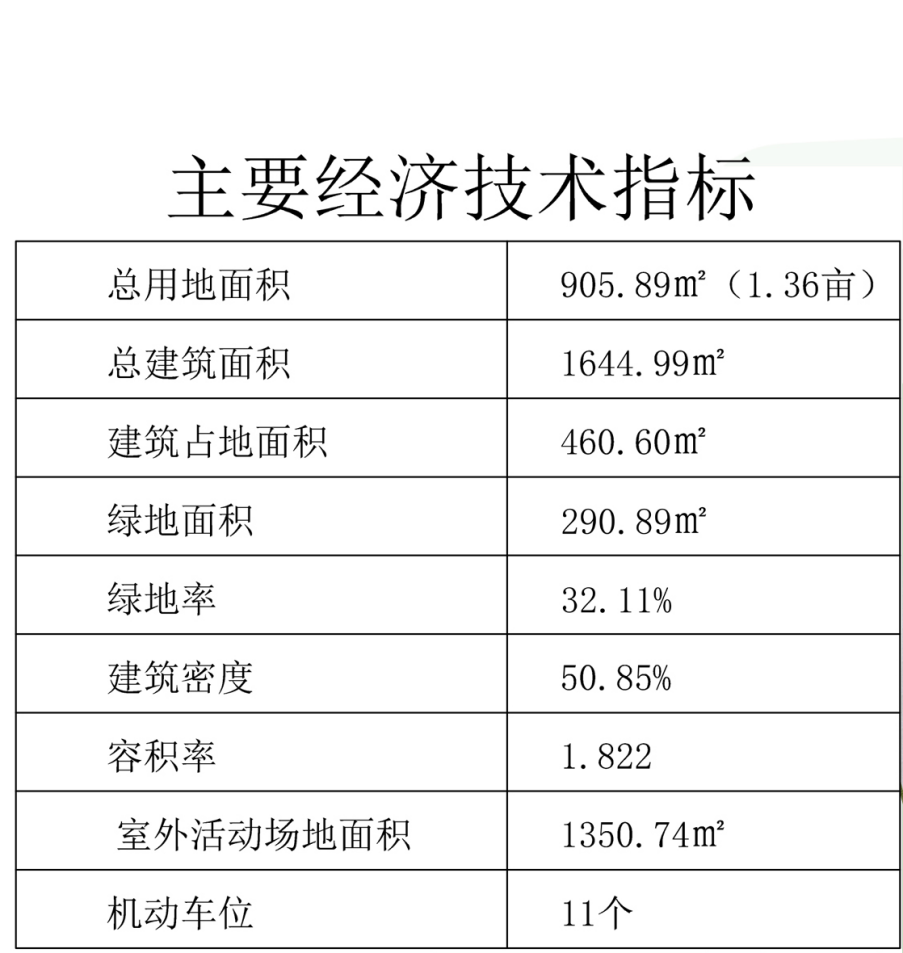 主要经济技术指标
总用地面积 905.89㎡（1.36亩）
总建筑面积 1644.99㎡
建筑占地面积 460.60㎡
绿地面积 290.89㎡
绿地率 32.11%
建筑密度 50.85%
容积率 1.822
室外活动场地面积 1350.74㎡
机动车位 11个